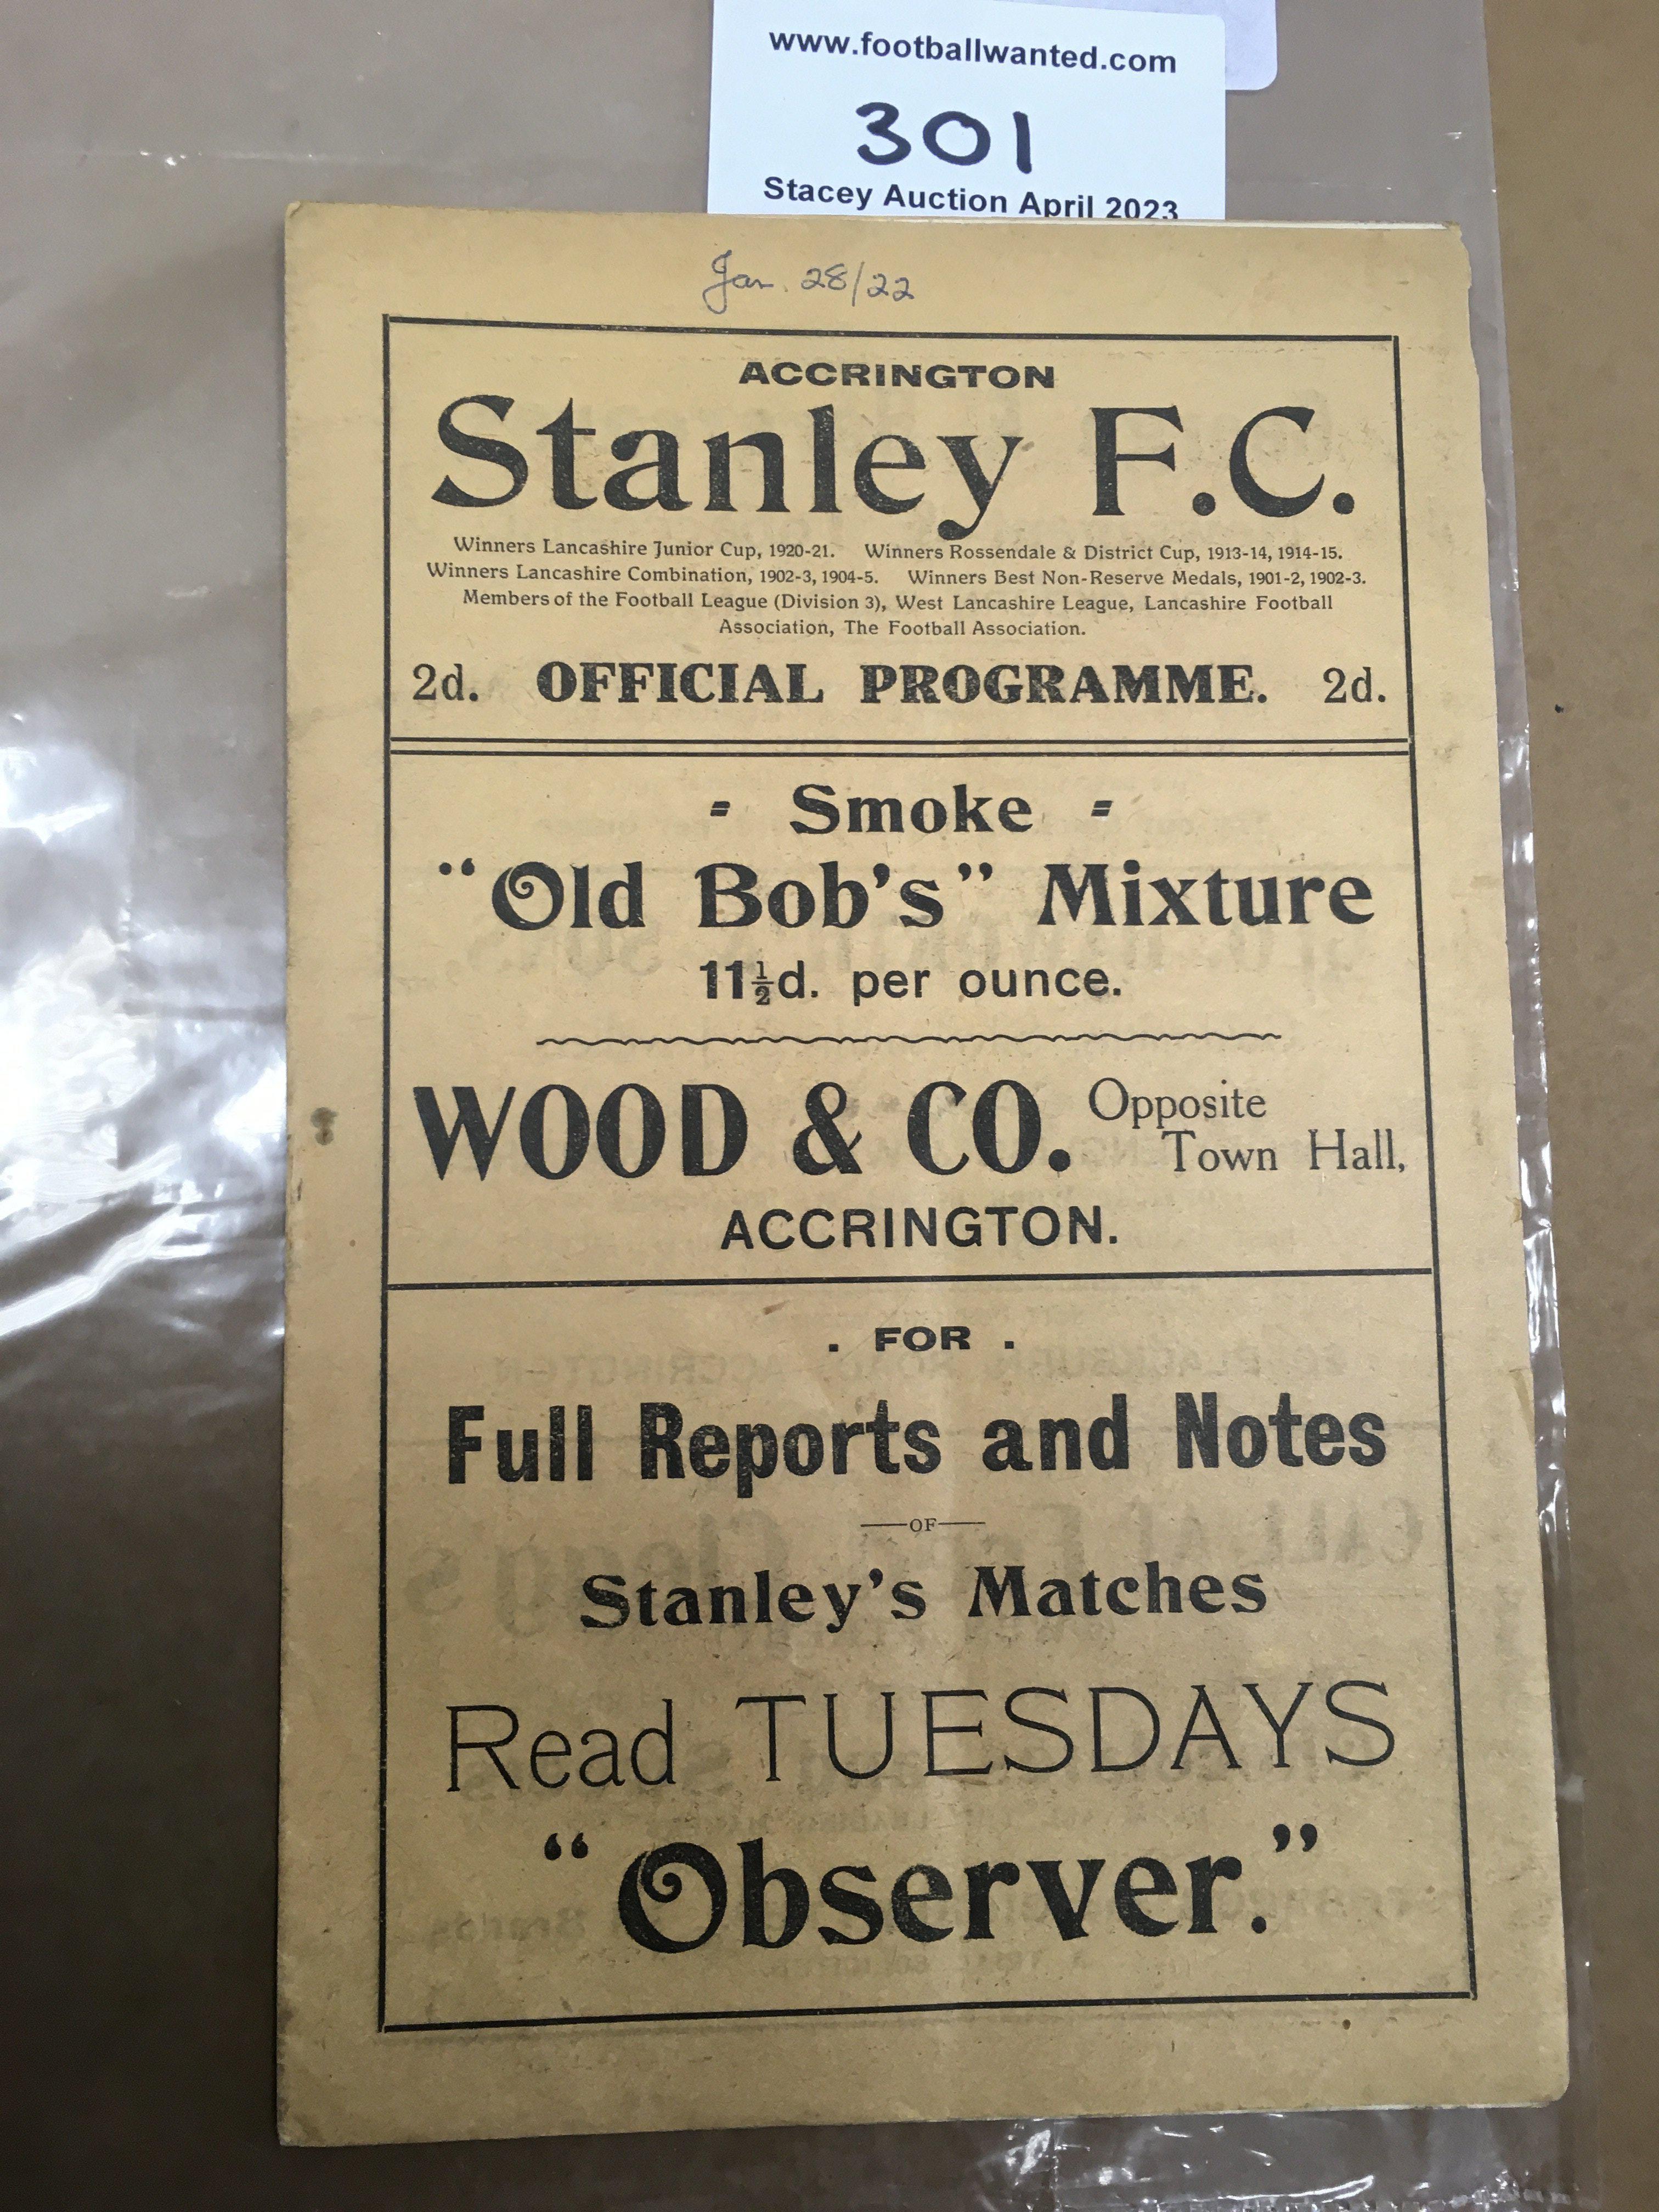 www.footballwanted.com
301
Stacey Auction April 2023
Jan. 28/22
ACCRINGTON
Stanley F.C.
Winners Lancashire Junior Cup, 1920-21. Winners Rossendale & District Cup, 1913-14, 1914-15.
Winners Lancashire Combination, 1902-3, 1904-5. Winners Best Non-Reserve Medals, 1901-2, 1902-3.
Members of the Football League (Division 3), West Lancashire League, Lancashire Football
Association, The Football Association.
2d. OFFICIAL PROGRAMME. 2d.
- Smoke -
"Old Bob's" Mixture
11½d. per ounce.
WOOD & CO. Opposite
Town Hall,
ACCRINGTON.
. FOR .
Full Reports and Notes
—OF—
Stanley's Matches
Read TUESDAYS
"Observer."